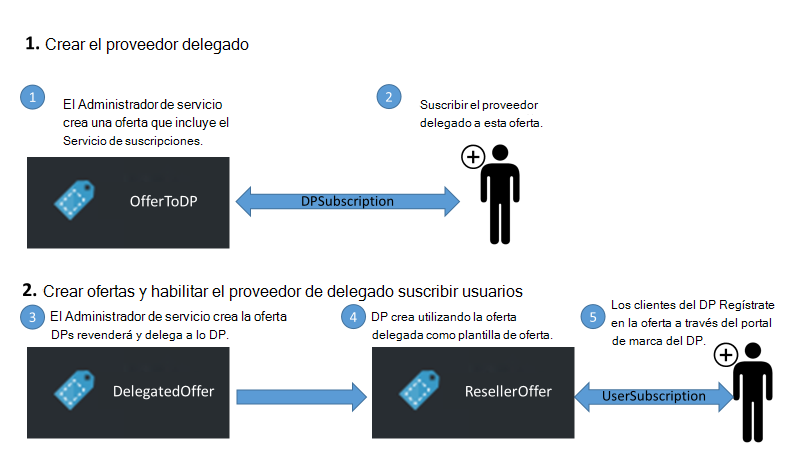 1. Crear el proveedor delegado
1
El Administrador de servicio
crea una oferta que incluye el
Servicio de suscripciones.
2
Suscribir el proveedor
delegado a esta oferta.
OfferToDP
DPSubscription
2. Crear ofertas y habilitar el proveedor de delegado suscribir usuarios
3
El Administrador de servicio crea la oferta
DPs revenderá y delega a lo DP.
4
DP crea utilizando la oferta
delegada como plantilla de oferta.
5
Los clientes del DP Regístrate
en la oferta a través del portal
de marca del DP.
DelegatedOffer
ResellerOffer
UserSubscription